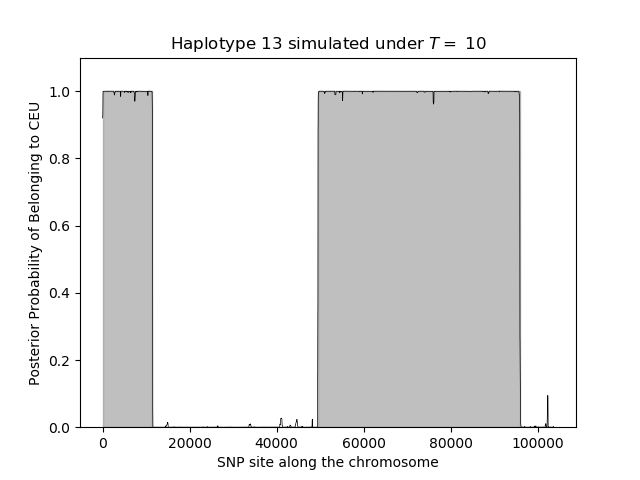 Haplotype 13 simulated under T = 10
Posterior Probability of Belonging to CEU
1.0
0.8
0.6
0.4
0.2
0.0
0 20000 40000 60000 80000 100000
SNP site along the chromosome